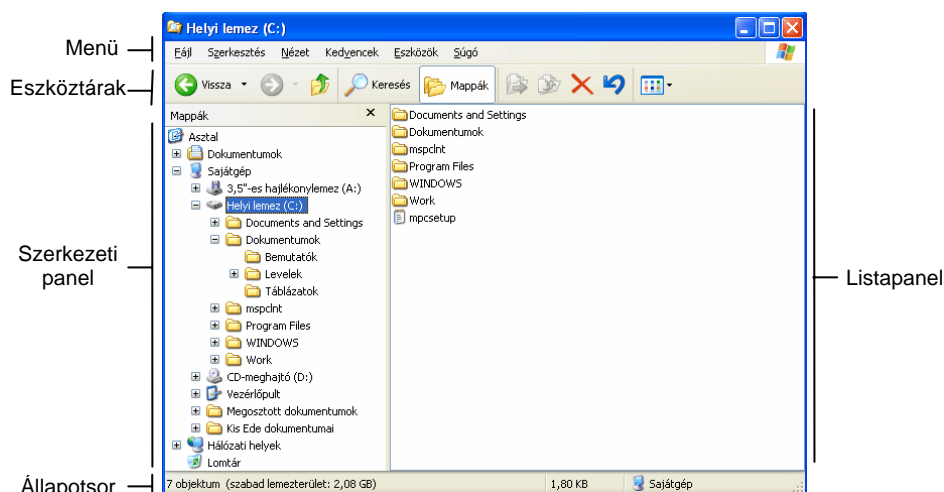 Helyi lemez (C:)
Fájl Szerkesztés Nézet Kedvencek Eszközök Súgó
Menü
Eszköztárak
Vissza Keresés Mappák
Mappák
Asztal
Dokumentumok
Sajátgép
3,5"-es hajlékonylemez (A:)
Helyi lemez (C:)
Documents and Settings
Dokumentumok
Bemutatók
Levelek
Táblázatok
mspclnt
Program Files
WINDOWS
Work
CD-meghajtó (D:)
Vezérlőpult
Megosztott dokumentumok
Kis Ede dokumentumai
Hálózati helyek
Lomtár
Documents and Settings
Dokumentumok
mspclnt
Program Files
WINDOWS
Work
mpcsetup
Szerkezeti
panel
Listapanel
Állapotsor
7 objektum (szabad lemezterület: 2,08 GB) 1,80 KB Sajátgép